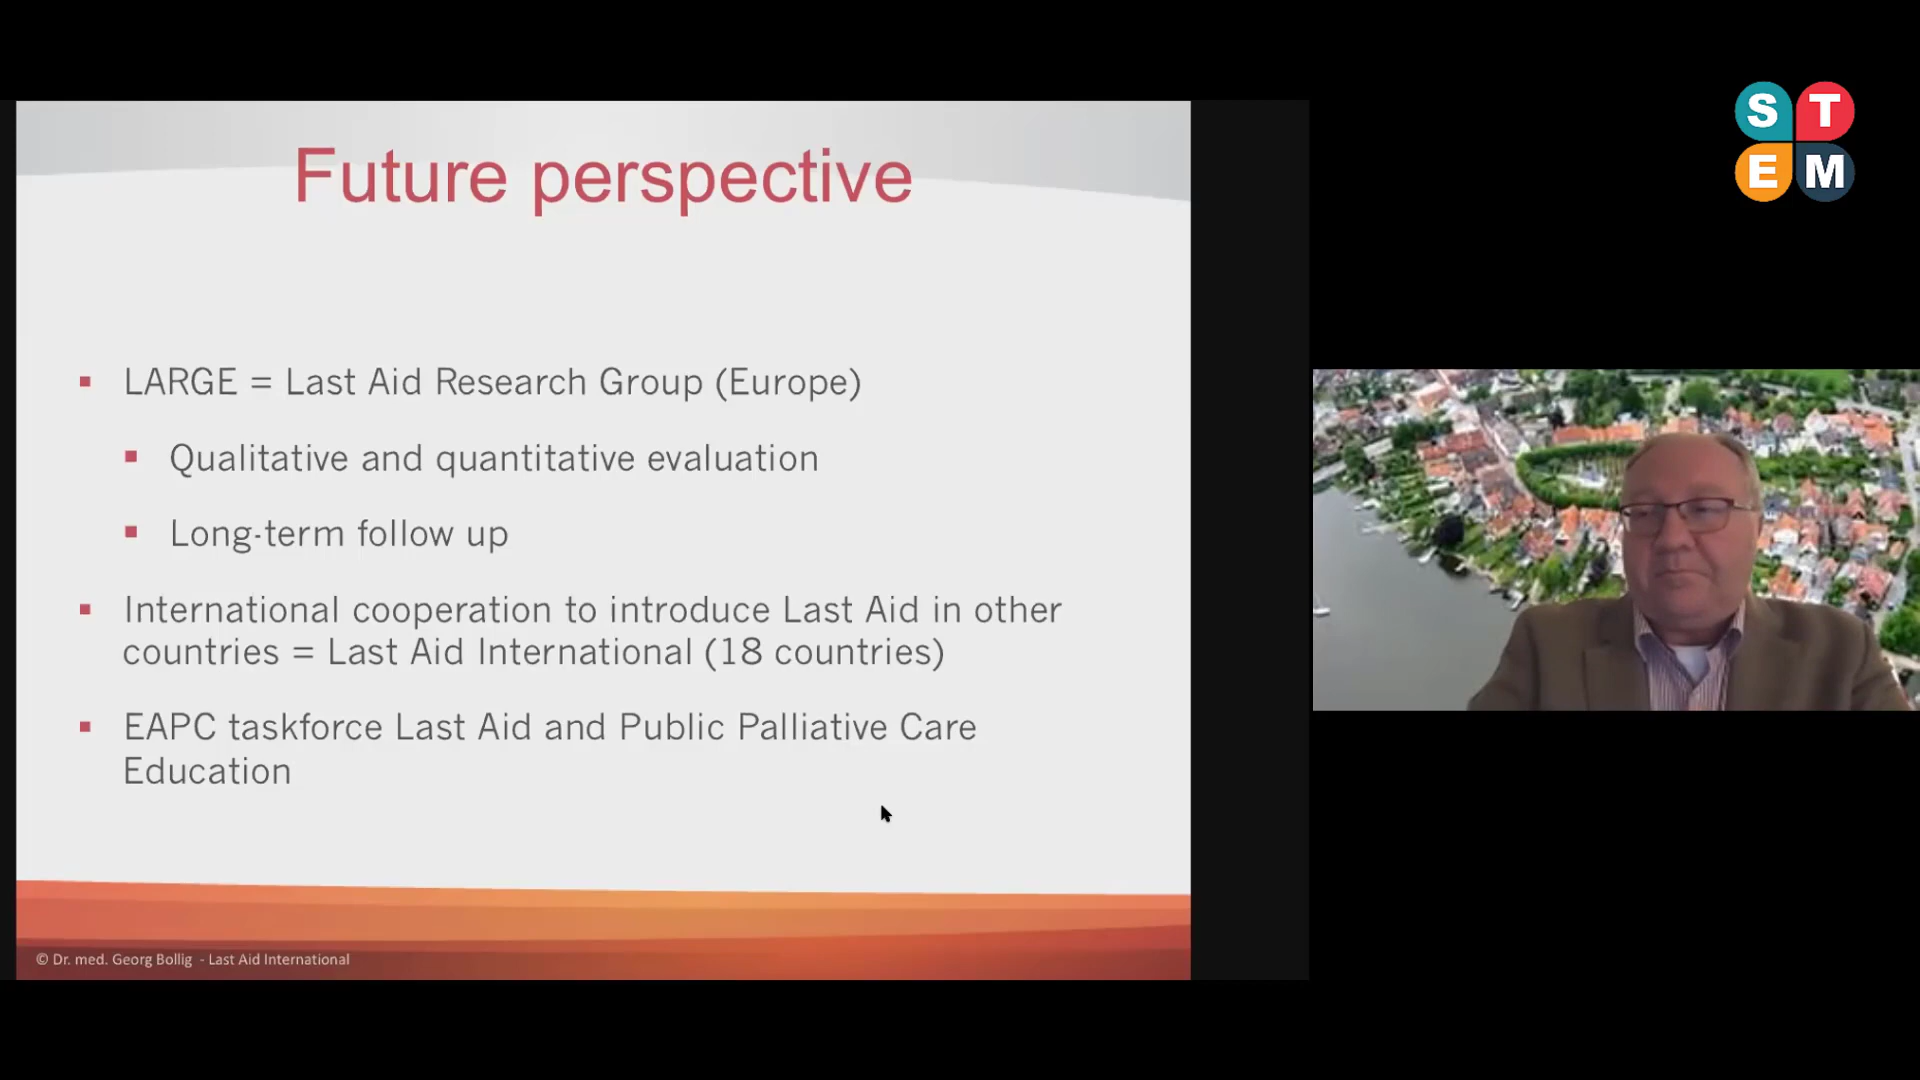 Future perspective
LARGE = Last Aid Research Group (Europe)
Qualitative and quantitative evaluation
Long-term follow up
International cooperation to introduce Last Aid in other
countries = Last Aid International (18 countries)
EAPC taskforce Last Aid and Public Palliative Care
Education
© Dr. med. Georg Bollig - Last Aid International
ST
EM